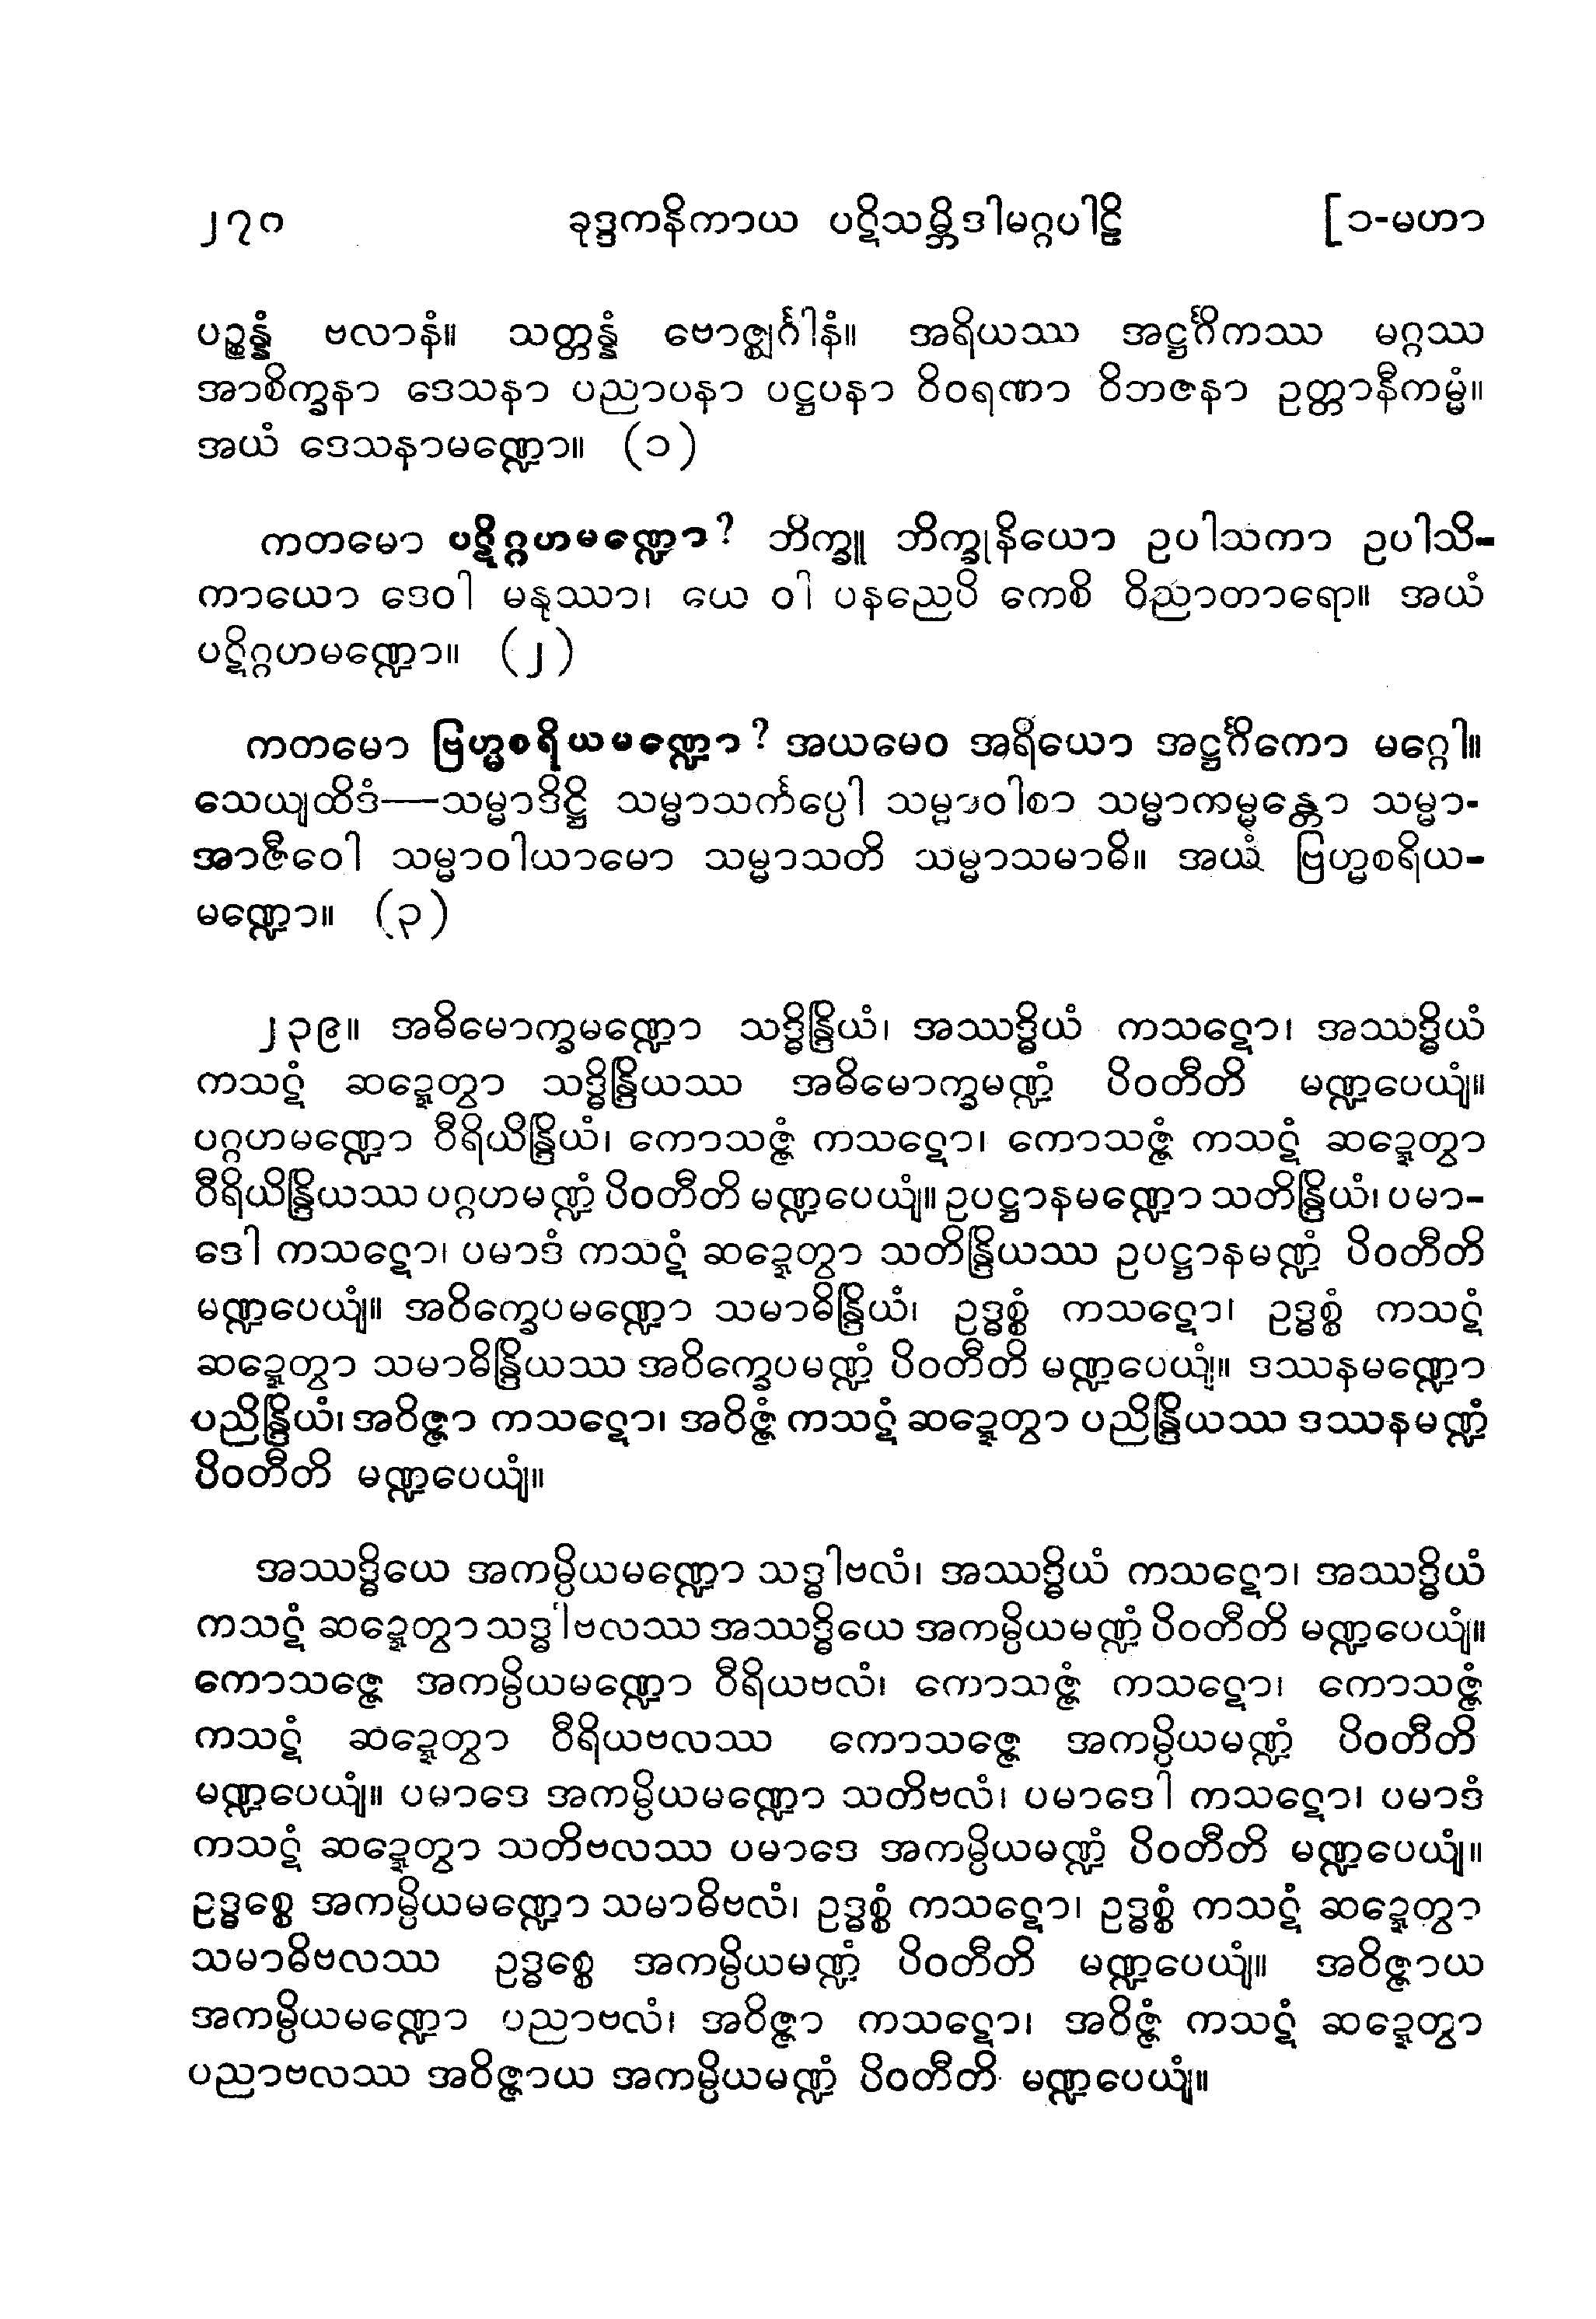 ၂၇၀ ခုဒ္ဒကနိကာယ ပဋိသမ္ဘိဒါမဂ္ဂပါဠိ [၁-မဟာ
ပဉ္စန္နံ ဗလာနံ။ သတ္တန္နံ ဗောဇ္ဈင်္ဂါနံ။ အရိယဿ အဋ္ဌင်္ဂိကဿ မဂ္ဂဿ
အာစိက္ခနာ ဒေသနာ ပညာပနာ ပဋ္ဌပနာ ဝိဝရဏာ ဝိဘဇနာ ဥတ္တာနီကမ္မံ။
အယံ ဒေသနာမဏ္ဍော။ (၁)
ကတမော ပဋိဂ္ဂဟမဏ္ဍော? ဘိက္ခူ ဘိက္ခုနိယော ဥပါသကာ ဥပါသိ-
ကာယော ဒေဝါ မနုဿာ၊ ယေ ဝါ ပနညေပိ ကေစိ ဝိညာတာရော။ အယံ
ပဋိဂ္ဂဟမဏ္ဍော။ (၂)
ကတမော ဗြဟ္မစရိယမဏ္ဍော? အယမေဝ အရိယော အဋ္ဌင်္ဂိကော မဂ္ဂေါ။
သေယျထိဒံ—သမ္မာဒိဋ္ဌိ သမ္မာသင်္ကပ္ပေါ သမ္မာဝါစာ သမ္မာကမ္မန္တော သမ္မာ-
အာဇီဝေါ သမ္မာဝါယာမော သမ္မာသတိ သမ္မာသမာဓိ။ အယံ ဗြဟ္မစရိယ-
မဏ္ဍော။ (၃)
၂၃၉။ အဓိမောက္ခမဏ္ဍော သဒ္ဓိန္ဒြိယံ၊ အဿဒ္ဓိယံ ကသဋော၊ အဿဒ္ဓိယံ
ကသဋံ ဆဍ္ဍေတွာ သဒ္ဓိန္ဒြိယဿ အဓိမောက္ခမဏ္ဍံ ပိဝတီတိ မဏ္ဍပေယျံ။
ပဂ္ဂဟမဏ္ဍော ဝီရိယိန္ဒြိယံ၊ ကောသဇ္ဇံ ကသဋော၊ ကောသဇ္ဇံ ကသဋံ ဆဍ္ဍေတွာ
ဝီရိယိန္ဒြိယဿ ပဂ္ဂဟမဏ္ဍံ ပိဝတီတိ မဏ္ဍပေယျံ။ ဥပဋ္ဌာနမဏ္ဍော သတိန္ဒြိယံ၊ ပမာ-
ဒေါ ကသဋော၊ ပမာဒံ ကသဋံ ဆဍ္ဍေတွာ သတိန္ဒြိယဿ ဥပဋ္ဌာနမဏ္ဍံ ပိဝတီတိ
မဏ္ဍပေယျံ။ အဝိက္ခေပမဏ္ဍော သမာဓိန္ဒြိယံ၊ ဥဒ္ဓစ္စံ ကသဋော၊ ဥဒ္ဓစ္စံ ကသဋံ
ဆဍ္ဍေတွာ သမာဓိန္ဒြိယဿ အဝိက္ခေပမဏ္ဍံ ပိဝတီတိ မဏ္ဍပေယျံ။ ဒဿနမဏ္ဍော
ပညိန္ဒြိယံ၊ အဝိဇ္ဇာ ကသဋော၊ အဝိဇ္ဇံ ကသဋံ ဆဍ္ဍေတွာ ပညိန္ဒြိယဿ ဒဿနမဏ္ဍံ
ပိဝတီတိ မဏ္ဍပေယျံ။
အဿဒ္ဓိယေ အကမ္ပိယမဏ္ဍော သဒ္ဓါဗလံ၊ အဿဒ္ဓိယံ ကသဋော၊ အဿဒ္ဓိယံ
ကသဋံ ဆဍ္ဍေတွာ သဒ္ဓါဗလဿ အဿဒ္ဓိယေ အကမ္ပိယမဏ္ဍံ ပိဝတီတိ မဏ္ဍပေယျံ။
ကောသဇ္ဇေ အကမ္ပိယမဏ္ဍော ဝီရိယဗလံ၊ ကောသဇ္ဇံ ကသဋော၊ ကောသဇ္ဇံ
ကသဋံ ဆဍ္ဍေတွာ ဝီရိယဗလဿ ကောသဇ္ဇေ အကမ္ပိယမဏ္ဍံ ပိဝတီတိ
မဏ္ဍပေယျံ။ ပမာဒေ အကမ္ပိယမဏ္ဍော သတိဗလံ၊ ပမာဒေါ ကသဋော၊ ပမာဒံ
ကသဋံ ဆဍ္ဍေတွာ သတိဗလဿ ပမာဒေ အကမ္ပိယမဏ္ဍံ ပိဝတီတိ မဏ္ဍပေယျံ။
ဥဒ္ဓစ္စေ အကမ္ပိယမဏ္ဍော သမာဓိဗလံ၊ ဥဒ္ဓစ္စံ ကသဋော၊ ဥဒ္ဓစ္စံ ကသဋံ ဆဍ္ဍေတွာ
သမာဓိဗလဿ ဥဒ္ဓစ္စေ အကမ္ပိယမဏ္ဍံ ပိဝတီတိ မဏ္ဍပေယျံ။ အဝိဇ္ဇာယ
အကမ္ပိယမဏ္ဍော ပညာဗလံ၊ အဝိဇ္ဇာ ကသဋော၊ အဝိဇ္ဇံ ကသဋံ ဆဍ္ဍေတွာ
ပညာဗလဿ အဝိဇ္ဇာယ အကမ္ပိယမဏ္ဍံ ပိဝတီတိ မဏ္ဍပေယျံ။